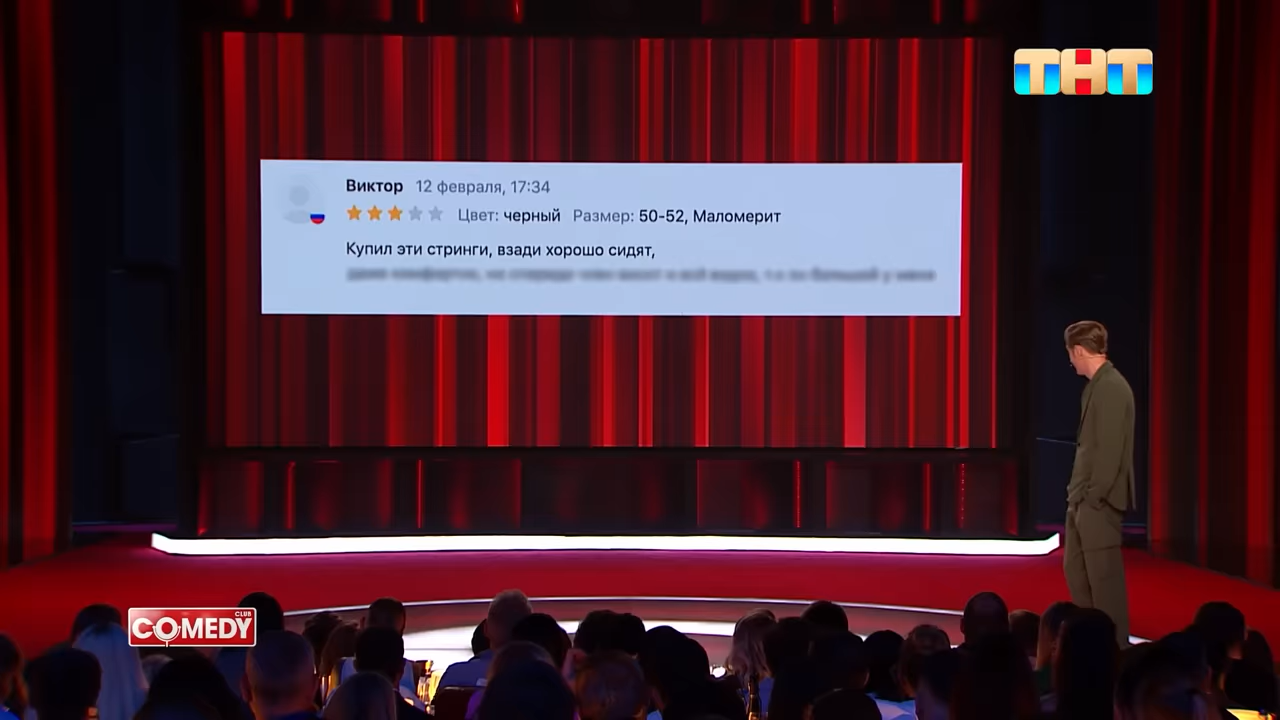 ТНТ
Виктор 12 февраля, 17:34
Цвет: черный Размер: 50-52, Маломерит
Купил эти стринги, взади хорошо сидят,
COMEDY CLUB